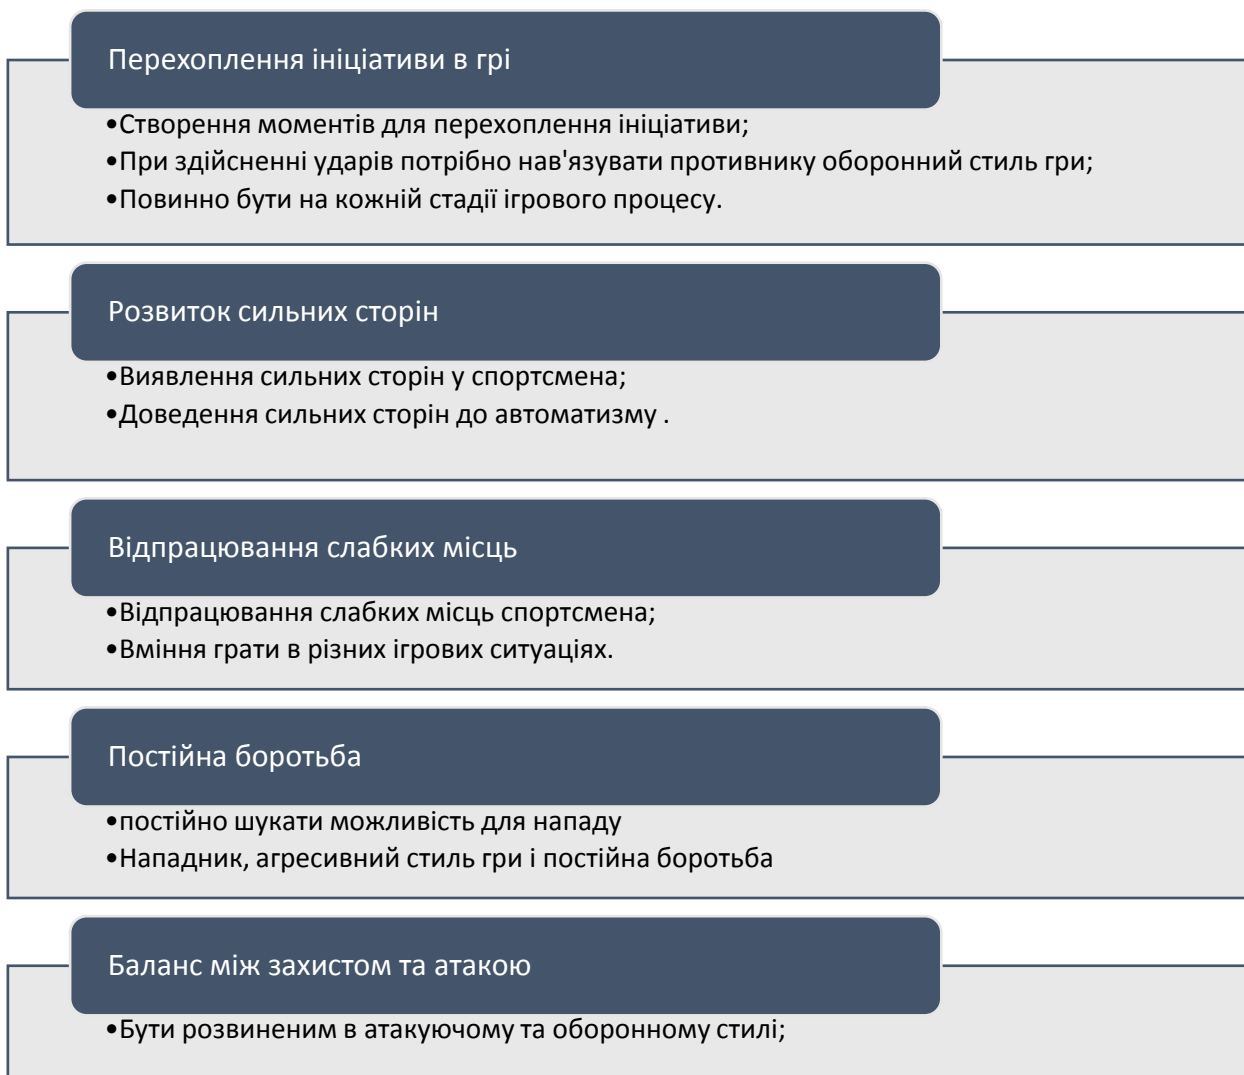 Перехоплення ініціативи в грі
•Створення моментів для перехоплення ініціативи;
•При здійсненні ударів потрібно нав'язувати противнику оборонний стиль гри;
•Повинно бути на кожній стадії ігрового процесу.
Розвиток сильних сторін
•Виявлення сильних сторін у спортсмена;
•Доведення сильних сторін до автоматизму .
Відпрацювання слабких місць
•Відпрацювання слабких місць спортсмена;
•Вміння грати в різних ігрових ситуаціях.
Постійна боротьба
•постійно шукати можливість для нападу
•Нападник, агресивний стиль гри і постійна боротьба
Баланс між захистом та атакою
•Бути розвиненим в атакуючому та оборонному стилі;